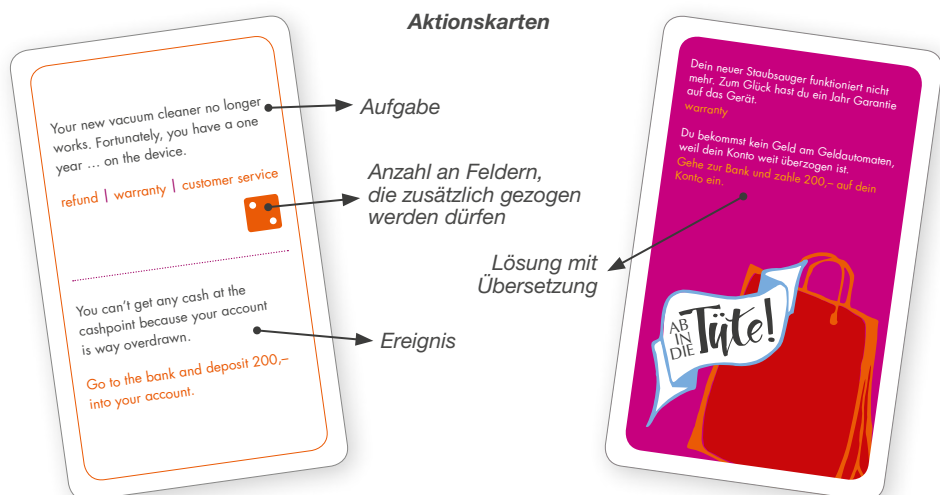 Aktionskarten
Your new vacuum cleaner no longer
works. Fortunately, you have a one
year … on the device.
refund | warranty | customer service
You can’t get any cash at the
cashpoint because your account
is way overdrawn.
Go to the bank and deposit 200,–
into your account.
Aufgabe
Anzahl an Feldern,
die zusätzlich gezogen
werden dürfen
Ereignis
Lösung mit
Übersetzung
Dein neuer Staubsauger funktioniert nicht
mehr. Zum Glück hast du ein Jahr Garantie
auf das Gerät.
warranty
Du bekommst kein Geld am Geldautomaten,
weil dein Konto weit überzogen ist.
Gehe zur Bank und zahle 200,– auf dein
Konto ein.
AB
IN
DIE Tüte!